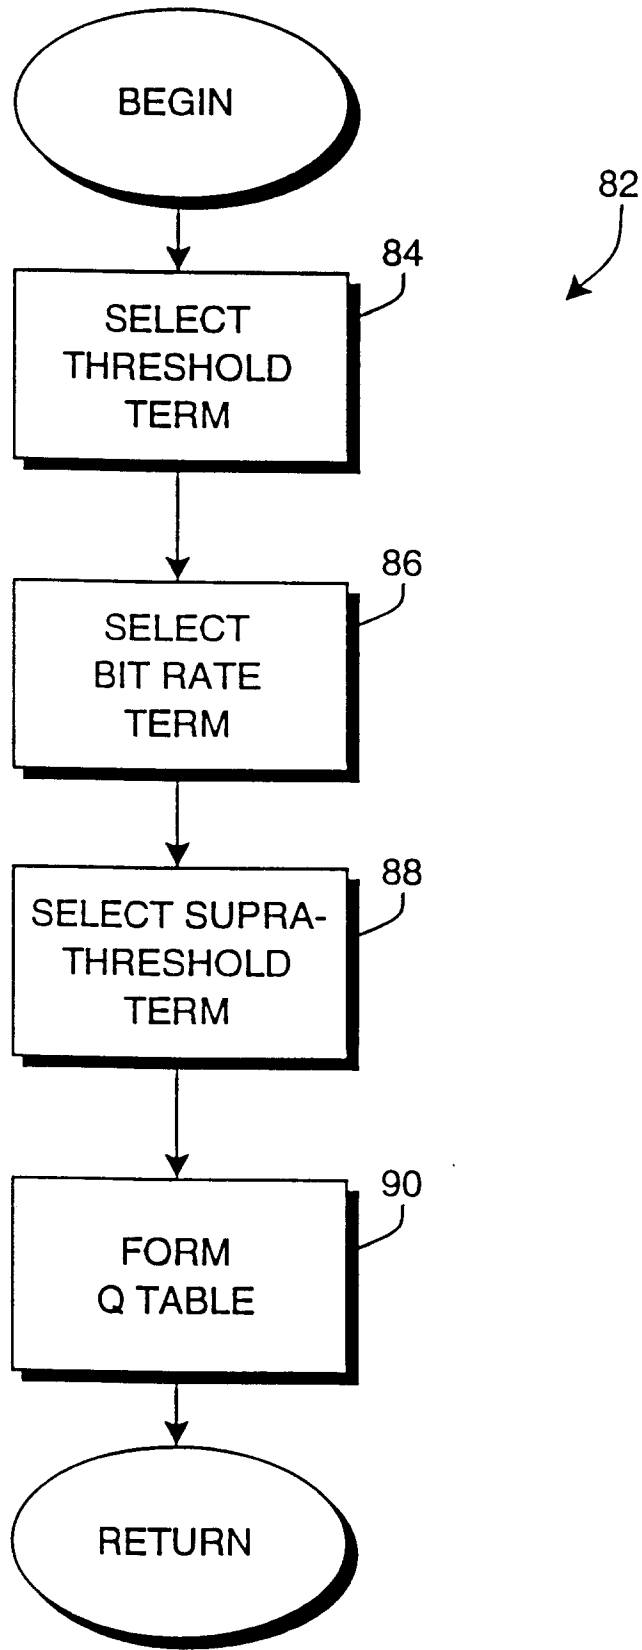 BEGIN
82
84
SELECT
THRESHOLD
TERM
86
SELECT
BIT RATE
TERM
88
SELECT SUPRA-
THRESHOLD
TERM
90
FORM
Q TABLE
RETURN